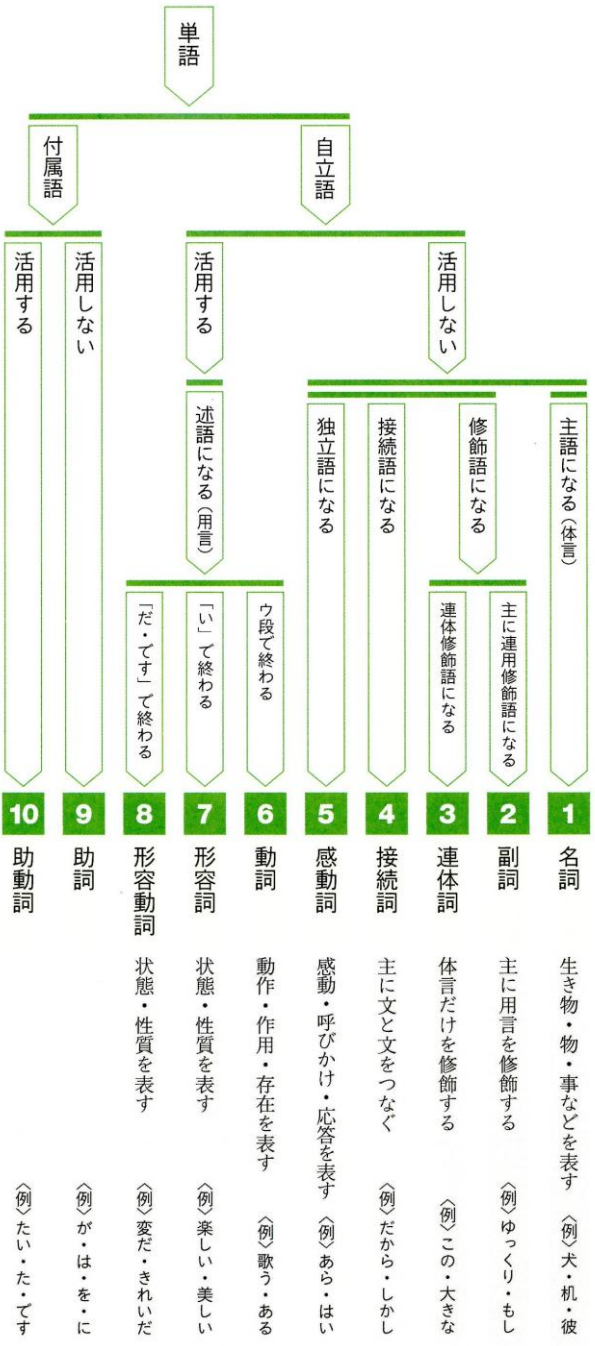 単語
自立語
付属語
活用しない
活用する
活用しない
活用する
主語になる(体言)
修飾語になる
接続語になる
独立語になる
述語になる(用言)
主に連用修飾語になる
連体修飾語になる
ウ段で終わる
「い」で終わる
「だ・です」で終わる
1 名詞 生き物・物・事などを表す 〈例〉犬・机・彼
2 副詞 主に用言を修飾する 〈例〉ゆっくり・もし
3 連体詞 体言だけを修飾する 〈例〉この・大きな
4 接続詞 主に文と文をつなぐ 〈例〉だから・しかし
5 感動詞 感動・呼びかけ・応答を表す 〈例〉あら・はい
6 動詞 動作・作用・存在を表す 〈例〉歌う・ある
7 形容詞 状態・性質を表す 〈例〉楽しい・美しい
8 形容動詞 状態・性質を表す 〈例〉変だ・きれいだ
9 助詞 〈例〉が・は・を・に
10 助動詞 〈例〉たい・た・です